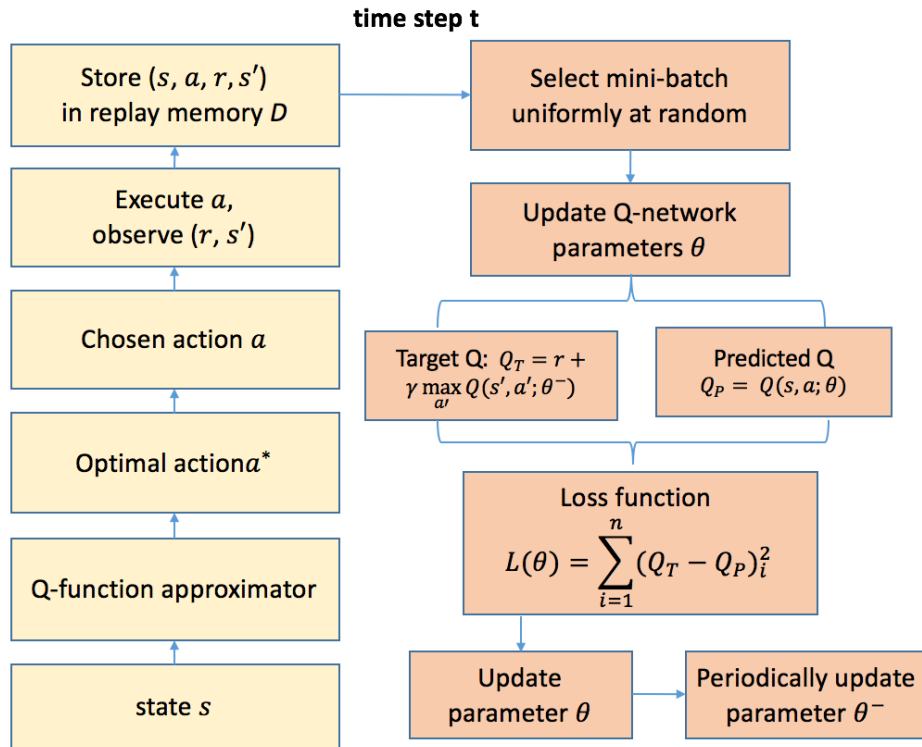 time step t
Store (s, a, r, s′)
in replay memory D
Execute a,
observe (r, s′)
Chosen action a
Optimal actiona*
Q-function approximator
state s
Select mini-batch
uniformly at random
Update Q-network
parameters θ
Target Q: Q_T = r +
γ max_{a′} Q(s′, a′; θ⁻)
Predicted Q
Q_P = Q(s, a; θ)
Loss function
L(θ) = ∑_{i=1}^{n} (Q_T − Q_P)_i^2
Update
parameter θ
Periodically update
parameter θ⁻